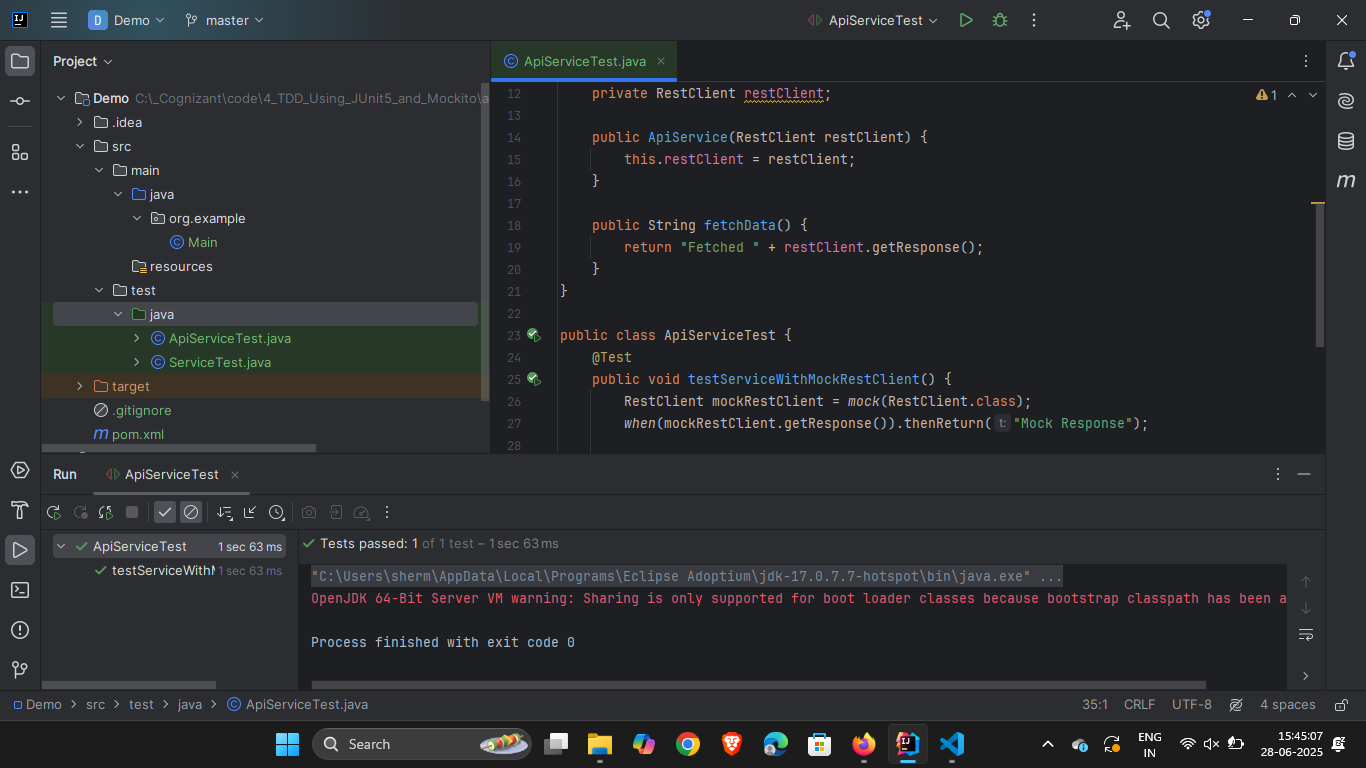 Demo
master
ApiServiceTest
Project
Demo C:\_Cognizant\code\4_TDD_Using_JUnit5_and_Mockito\a
.idea
src
main
java
org.example
Main
resources
test
java
ApiServiceTest.java
ServiceTest.java
target
.gitignore
pom.xml
ApiServiceTest.java
1
12 private RestClient restClient;
13
14 public ApiService(RestClient restClient) {
15 this.restClient = restClient;
16 }
17
18 public String fetchData() {
19 return "Fetched " + restClient.getResponse();
20 }
21 }
22
23 public class ApiServiceTest {
24 @Test
25 public void testServiceWithMockRestClient() {
26 RestClient mockRestClient = mock(RestClient.class);
27 when(mockRestClient.getResponse()).thenReturn( t: "Mock Response");
28
Run ApiServiceTest
ApiServiceTest 1 sec 63 ms
testServiceWithM 1 sec 63 ms
Tests passed: 1 of 1 test – 1 sec 63 ms
"C:\Users\sherm\AppData\Local\Programs\Eclipse Adoptium\jdk-17.0.7.7-hotspot\bin\java.exe" ...
OpenJDK 64-Bit Server VM warning: Sharing is only supported for boot loader classes because bootstrap classpath has been a
Process finished with exit code 0
Demo > src > test > java > ApiServiceTest.java
35:1 CRLF UTF-8 4 spaces
Search
ENG
IN
15:45:07
28-06-2025